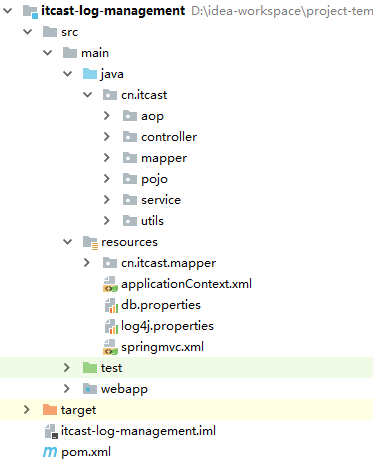 itcast-log-management D:\idea-workspace\project-tem
src
main
java
cn.itcast
aop
controller
mapper
pojo
service
utils
resources
cn.itcast.mapper
applicationContext.xml
db.properties
log4j.properties
springmvc.xml
test
webapp
target
itcast-log-management.iml
pom.xml